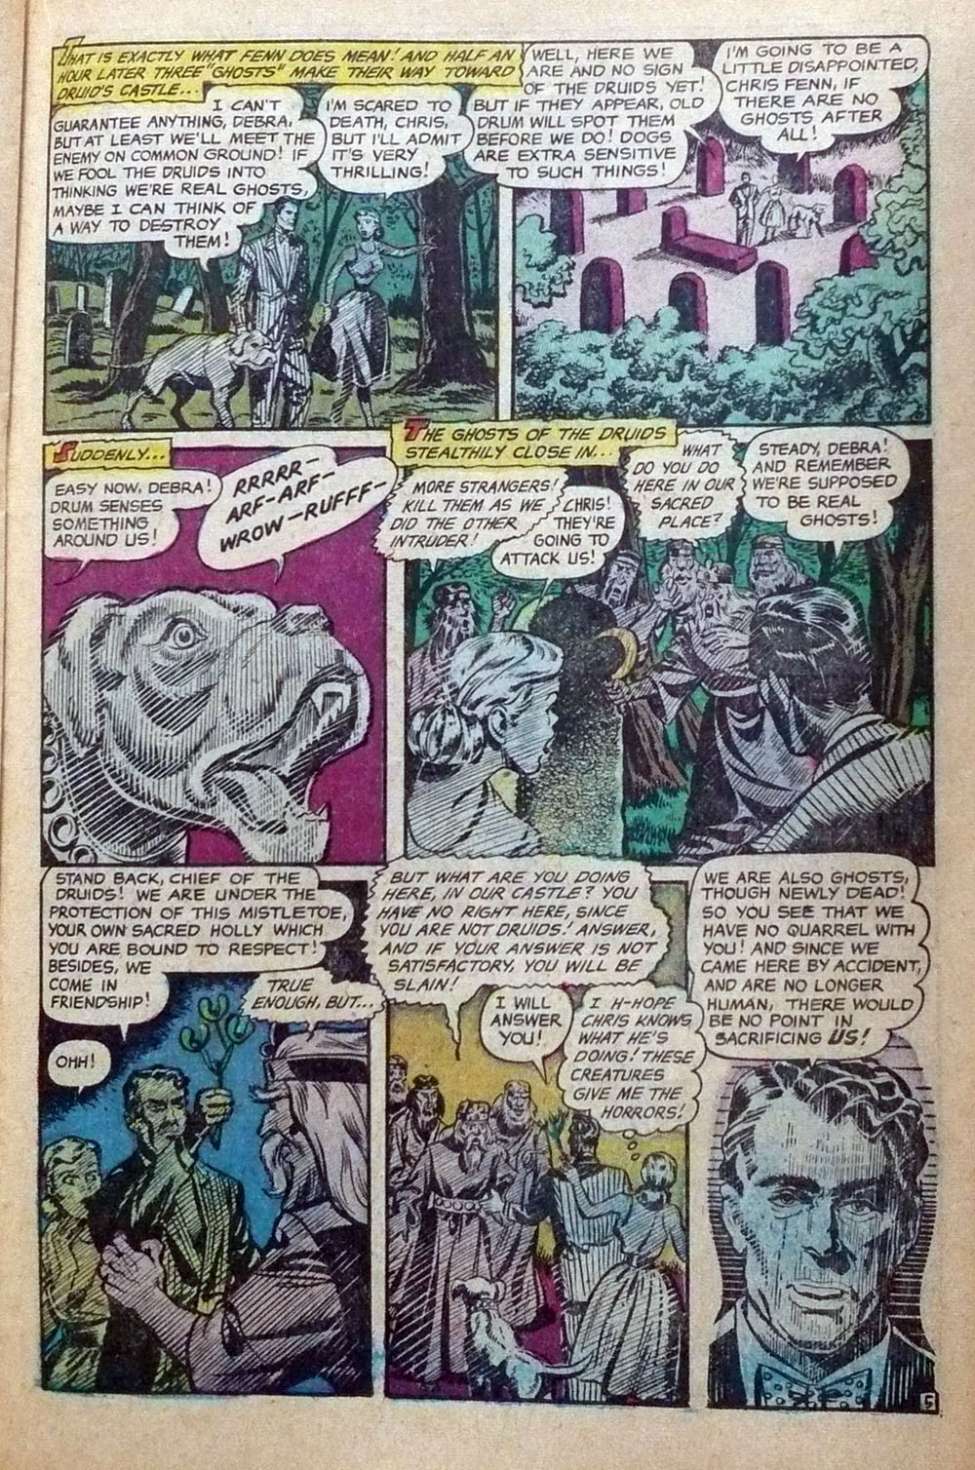 THAT IS EXACTLY WHAT FENN DOES MEAN! AND HALF AN
HOUR LATER THREE "GHOSTS" MAKE THEIR WAY TOWARD
DRUID'S CASTLE...
I CAN'T
GUARANTEE ANYTHING, DEBRA,
BUT AT LEAST WE'LL MEET THE
ENEMY ON COMMON GROUND! IF
WE FOOL THE DRUIDS INTO
THINKING WE'RE REAL GHOSTS,
MAYBE I CAN THINK OF
A WAY TO DESTROY
THEM!
I'M SCARED TO
DEATH, CHRIS,
BUT I'LL ADMIT
IT'S VERY
THRILLING!
WELL, HERE WE
ARE AND NO SIGN
OF THE DRUIDS YET!
BUT IF THEY APPEAR, OLD
DRUM WILL SPOT THEM
BEFORE WE DO! DOGS
ARE EXTRA SENSITIVE
TO SUCH THINGS!
I'M GOING TO BE A
LITTLE DISAPPOINTED,
CHRIS FENN, IF
THERE ARE NO
GHOSTS AFTER
ALL!
SUDDENLY...
EASY NOW, DEBRA!
DRUM SENSES
SOMETHING
AROUND US!
RRRRR-
ARF-ARF-
WROW-RUFFF-
THE GHOSTS OF THE DRUIDS
STEALTHILY CLOSE IN...
MORE STRANGERS!
KILL THEM AS WE
DID THE OTHER
INTRUDER!
CHRIS!
THEY'RE
GOING TO
ATTACK US!
WHAT
DO YOU DO
HERE IN OUR
SACRED
PLACE?
STEADY, DEBRA!
AND REMEMBER
WE'RE SUPPOSED
TO BE REAL
GHOSTS!
STAND BACK, CHIEF OF THE
DRUIDS! WE ARE UNDER THE
PROTECTION OF THIS MISTLETOE,
YOUR OWN SACRED HOLLY WHICH
YOU ARE BOUND TO RESPECT!
BESIDES, WE
COME IN
FRIENDSHIP!
OHH!
TRUE
ENOUGH, BUT...
BUT WHAT ARE YOU DOING
HERE, IN OUR CASTLE? YOU
HAVE NO RIGHT HERE, SINCE
YOU ARE NOT DRUIDS! ANSWER,
AND IF YOUR ANSWER IS NOT
SATISFACTORY, YOU WILL BE
SLAIN!
I WILL
ANSWER
YOU!
I H-HOPE
CHRIS KNOWS
WHAT HE'S
DOING! THESE
CREATURES
GIVE ME THE
HORRORS!
WE ARE ALSO GHOSTS,
THOUGH NEWLY DEAD!
SO YOU SEE THAT WE
HAVE NO QUARREL WITH
YOU! AND SINCE WE
CAME HERE BY ACCIDENT,
AND ARE NO LONGER
HUMAN, THERE WOULD
BE NO POINT IN
SACRIFICING US!
5